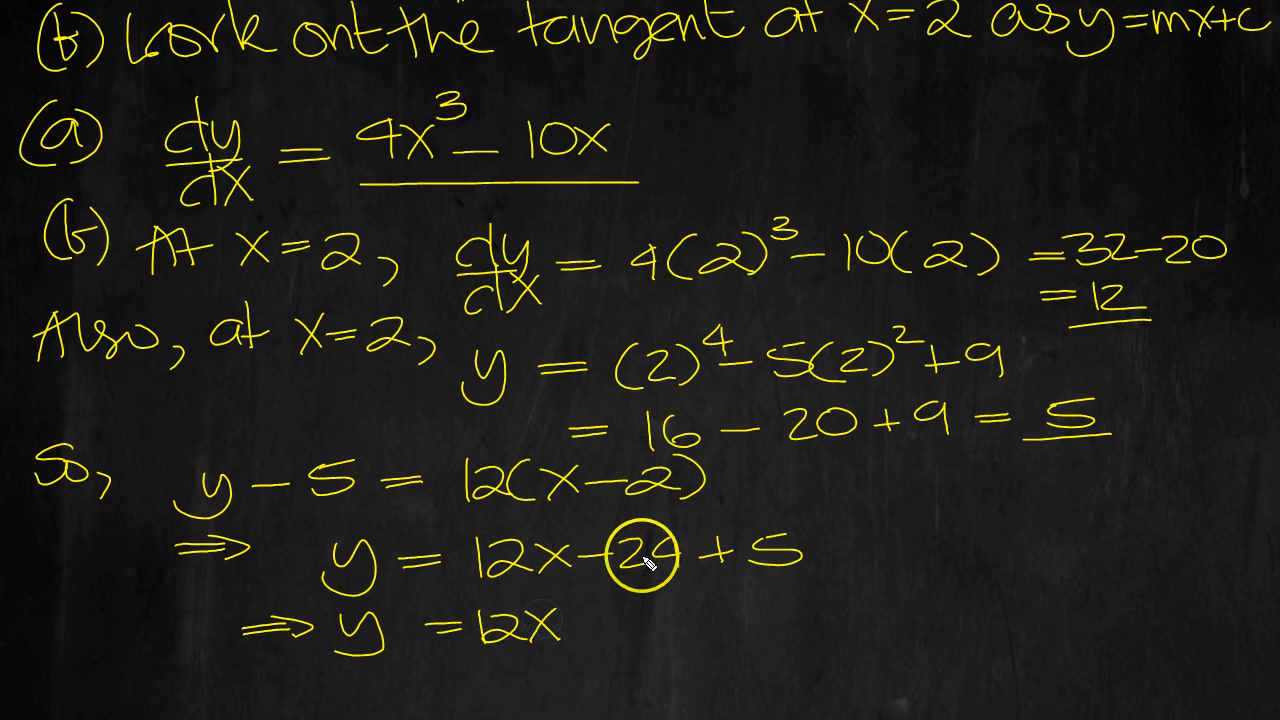 (b) Work out the tangent at x=2 as y=mx+c
(a) dy/dx = 4x³ - 10x
(b) At x=2, dy/dx = 4(2)³ - 10(2) = 32-20
= 12
Also, at x=2, y = (2)⁴ - 5(2)² + 9
= 16 - 20 + 9 = 5
So, y - 5 = 12(x-2)
⇒ y = 12x - 24 + 5
⇒ y = 12x